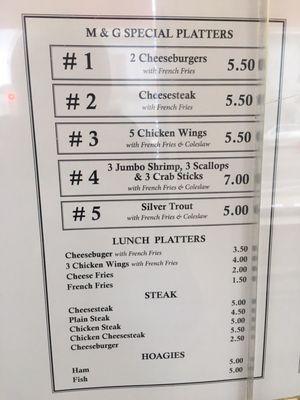 M & G SPECIAL PLATTERS
# 1 2 Cheeseburgers 5.50
with French Fries
# 2 Cheesesteak 5.50
with French Fries
# 3 5 Chicken Wings 5.50
with French Fries & Coleslaw
# 4 3 Jumbo Shrimp, 3 Scallops
& 3 Crab Sticks 7.00
with French Fries & Coleslaw
# 5 Silver Trout 5.00
with French Fries & Coleslaw
LUNCH PLATTERS
Cheeseburger with French Fries 3.50
3 Chicken Wings with French Fries 4.00
Cheese Fries 2.00
French Fries 1.50
STEAK
Cheesesteak 5.00
Plain Steak 4.50
Chicken Steak 5.00
Chicken Cheesesteak 5.50
Cheeseburger 2.50
HOAGIES
Ham 5.00
Fish 5.00